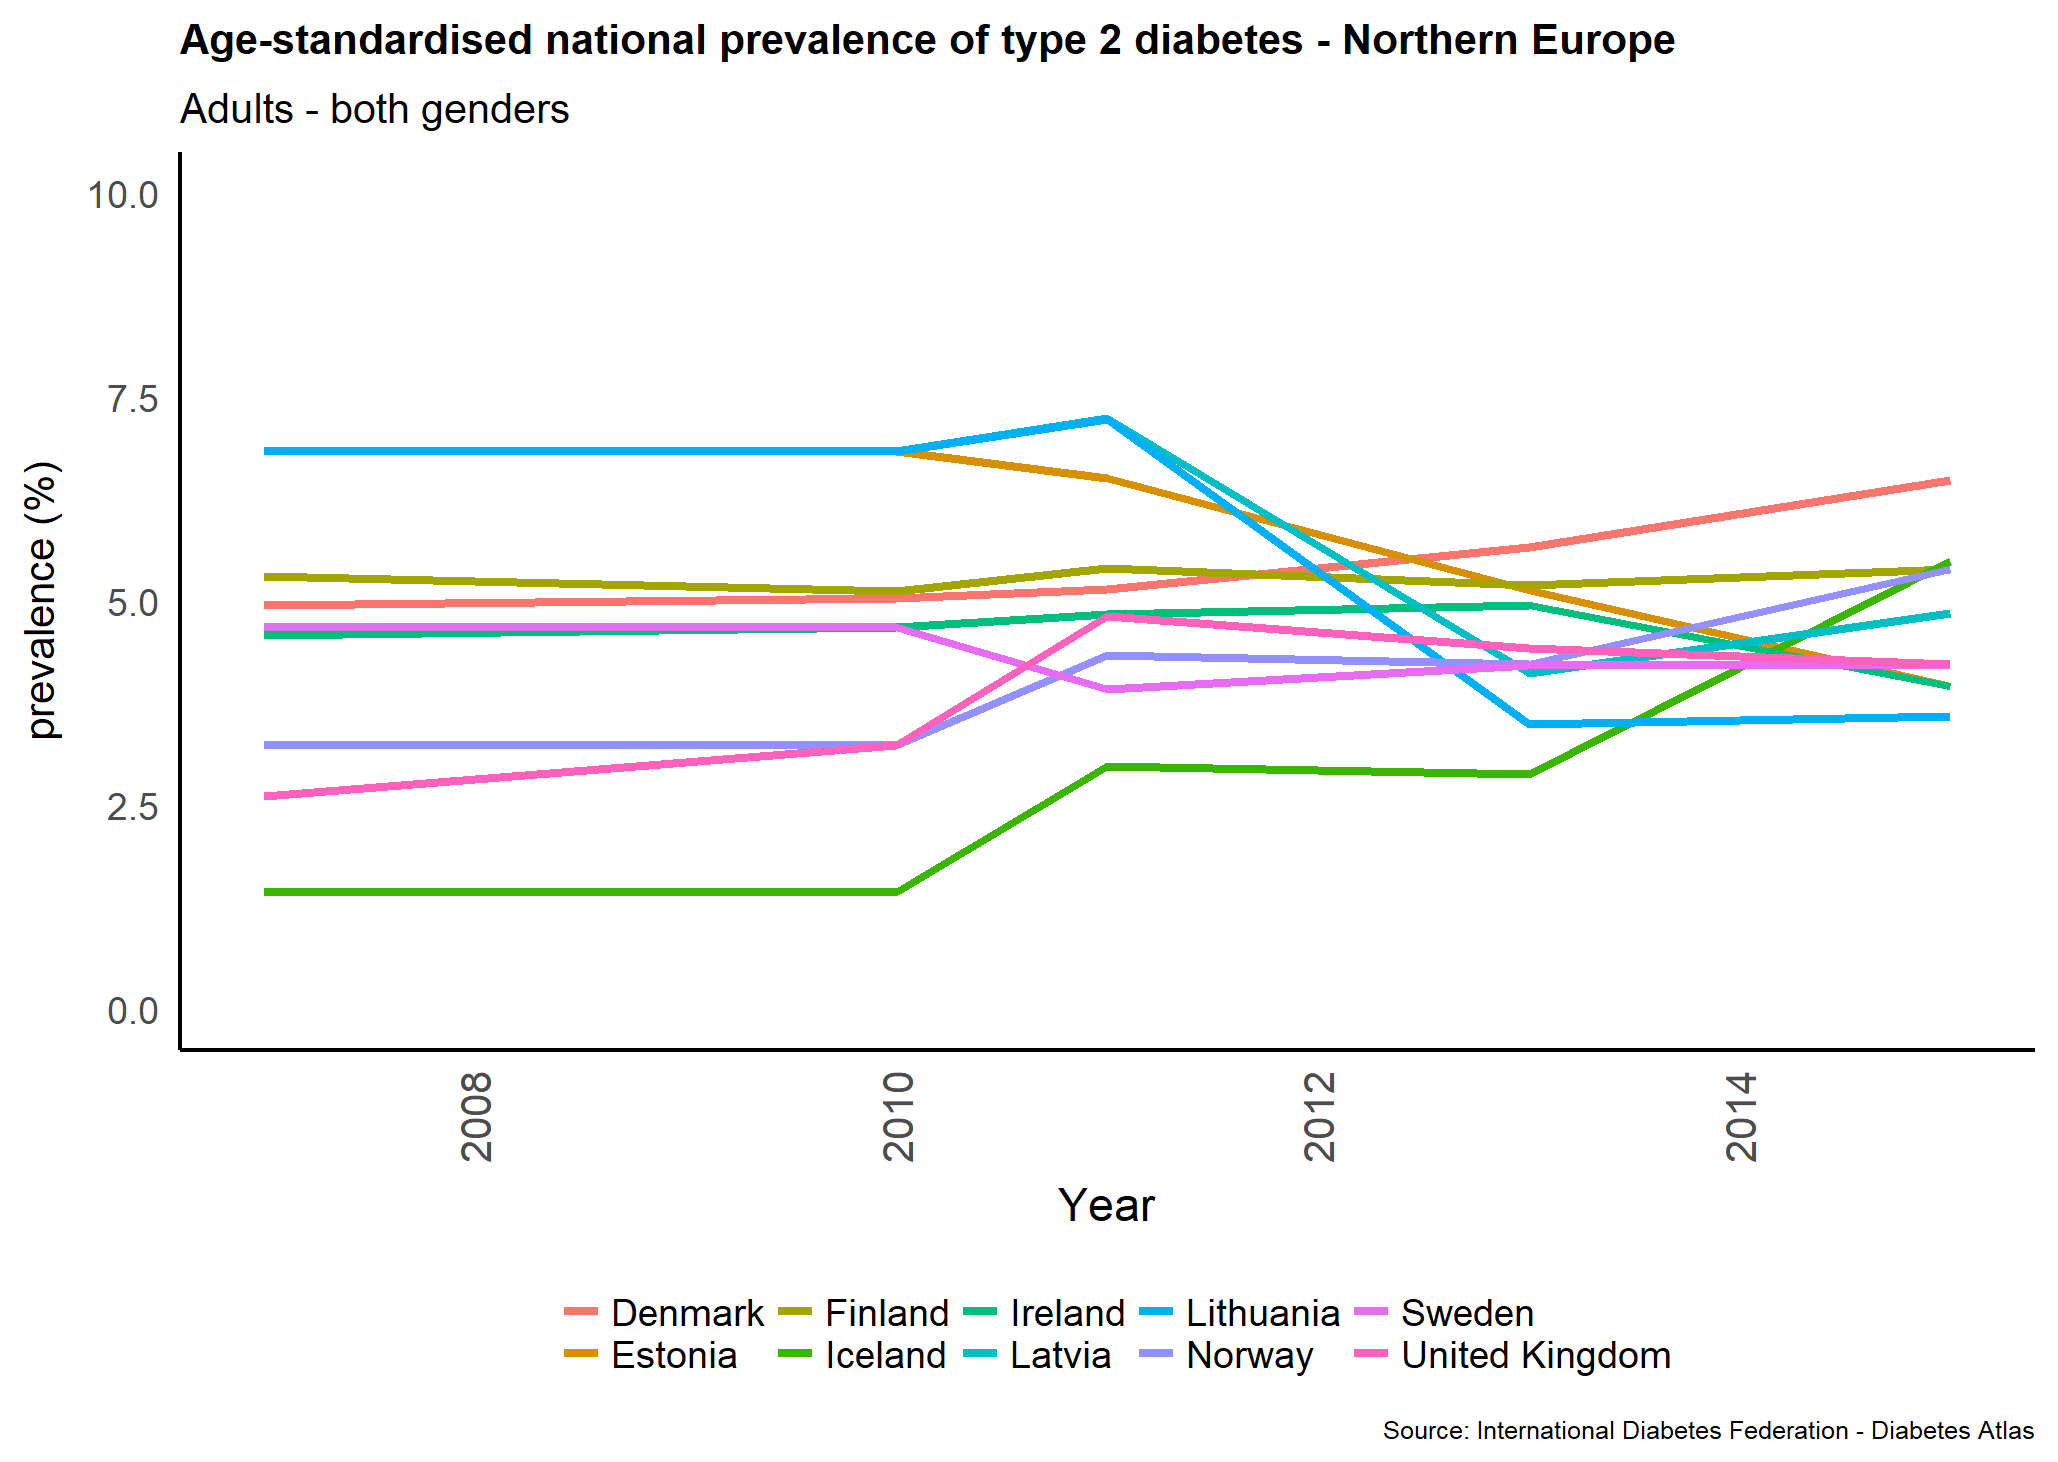 Age-standardised national prevalence of type 2 diabetes - Northern Europe
Adults - both genders
prevalence (%)
10.0
7.5
5.0
2.5
0.0
2008
2010
2012
2014
Year
Denmark Finland Ireland Lithuania Sweden
Estonia Iceland Latvia Norway United Kingdom
Source: International Diabetes Federation - Diabetes Atlas